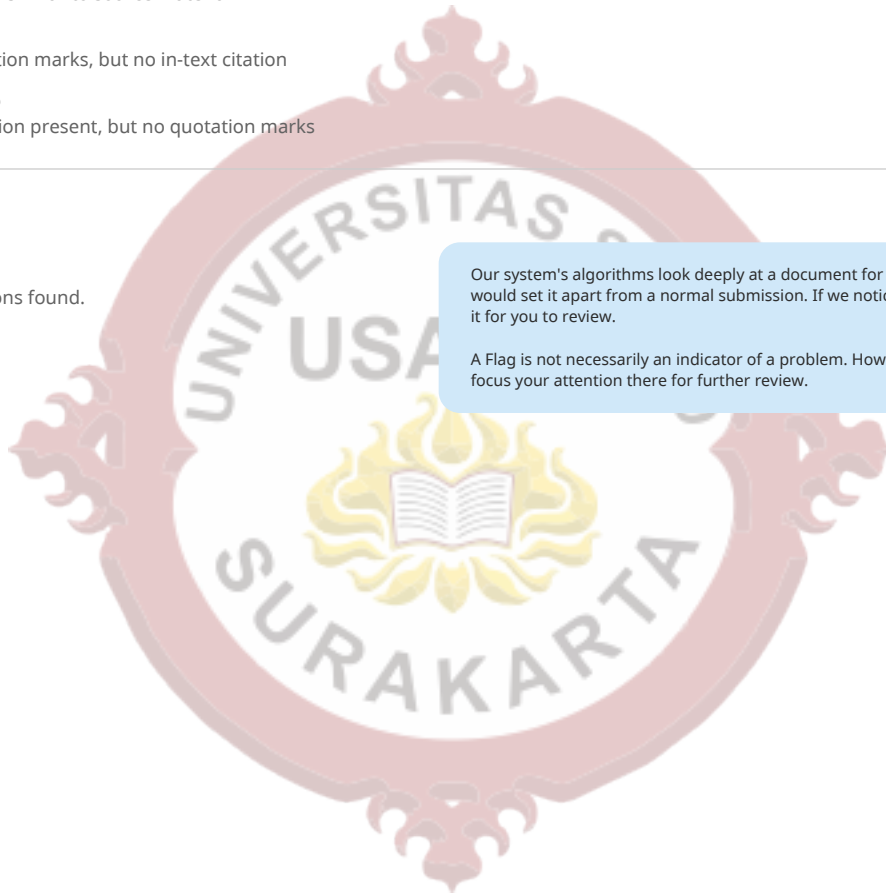 tion marks, but no in-text citation
ion present, but no quotation marks
ons found.
Our system's algorithms look deeply at a document for
would set it apart from a normal submission. If we notic
it for you to review.
A Flag is not necessarily an indicator of a problem. How
focus your attention there for further review.
UNIVERSITAS S
USA
SURAKARTA